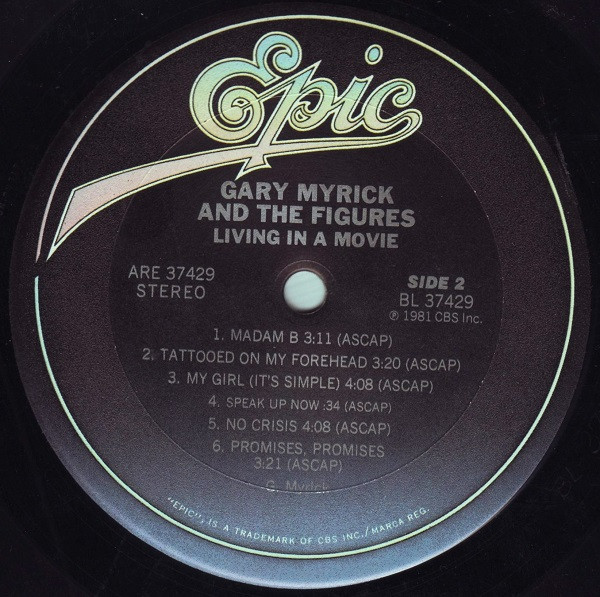 Epic
GARY MYRICK
AND THE FIGURES
LIVING IN A MOVIE
ARE 37429
STEREO
SIDE 2
BL 37429
℗ 1981 CBS Inc.
1. MADAM B 3:11 (ASCAP)
2. TATTOOED ON MY FOREHEAD 3:20 (ASCAP)
3. MY GIRL (IT'S SIMPLE) 4:08 (ASCAP)
4. SPEAK UP NOW :34 (ASCAP)
5. NO CRISIS 4:08 (ASCAP)
6. PROMISES, PROMISES
3:21 (ASCAP)
G. Myrick
"EPIC", IS A TRADEMARK OF CBS INC./MARCA REG.